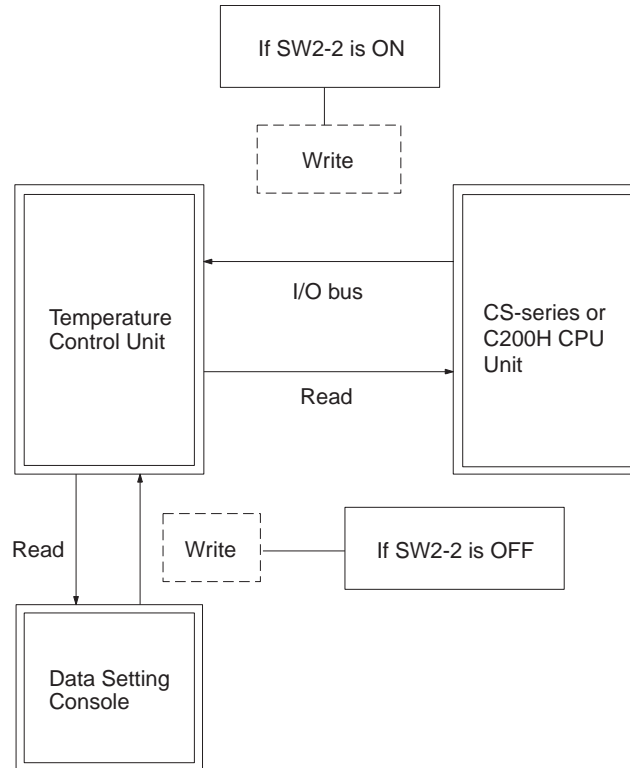 If SW2-2 is ON
Write
I/O bus
Temperature
Control Unit
CS-series or
C200H CPU
Unit
Read
Read
Write
If SW2-2 is OFF
Data Setting
Console